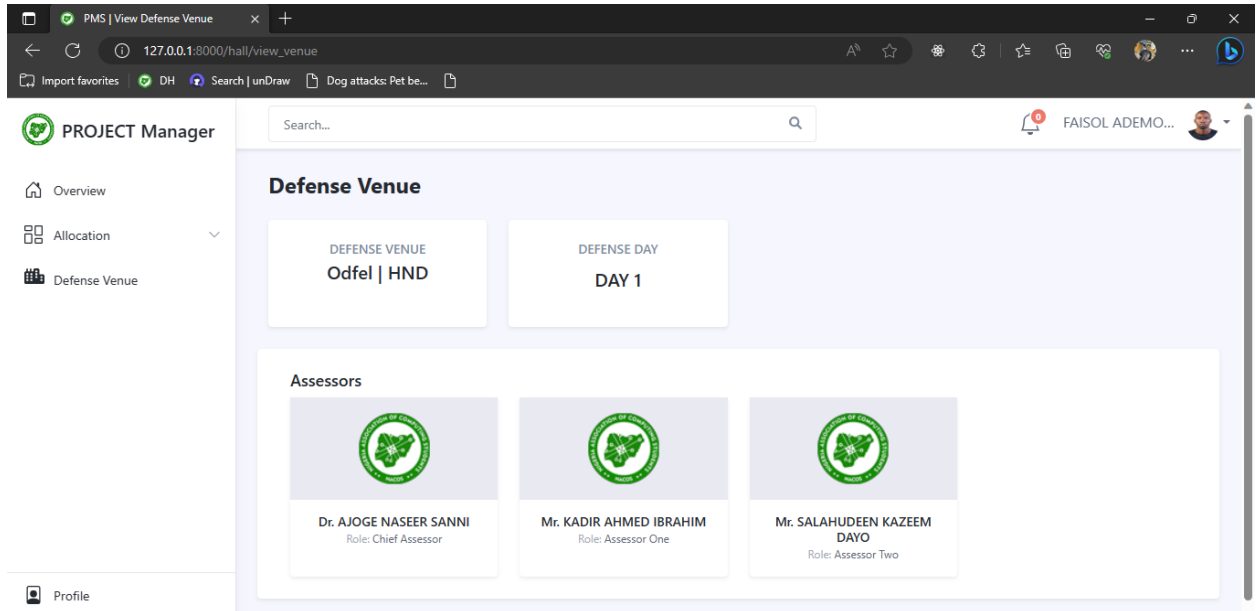 PMS | View Defense Venue
127.0.0.1:8000/hall/view_venue
Import favorites DH Search | unDraw Dog attacks: Pet be...
PROJECT Manager
Search...
0
FAISOL ADEMO...
Overview
Allocation
Defense Venue
Profile
Defense Venue
DEFENSE VENUE
Odfel | HND
DEFENSE DAY
DAY 1
Assessors
Dr. AJOGE NASEER SANNI
Role: Chief Assessor
Mr. KADIR AHMED IBRAHIM
Role: Assessor One
Mr. SALAHUDEEN KAZEEM
DAYO
Role: Assessor Two